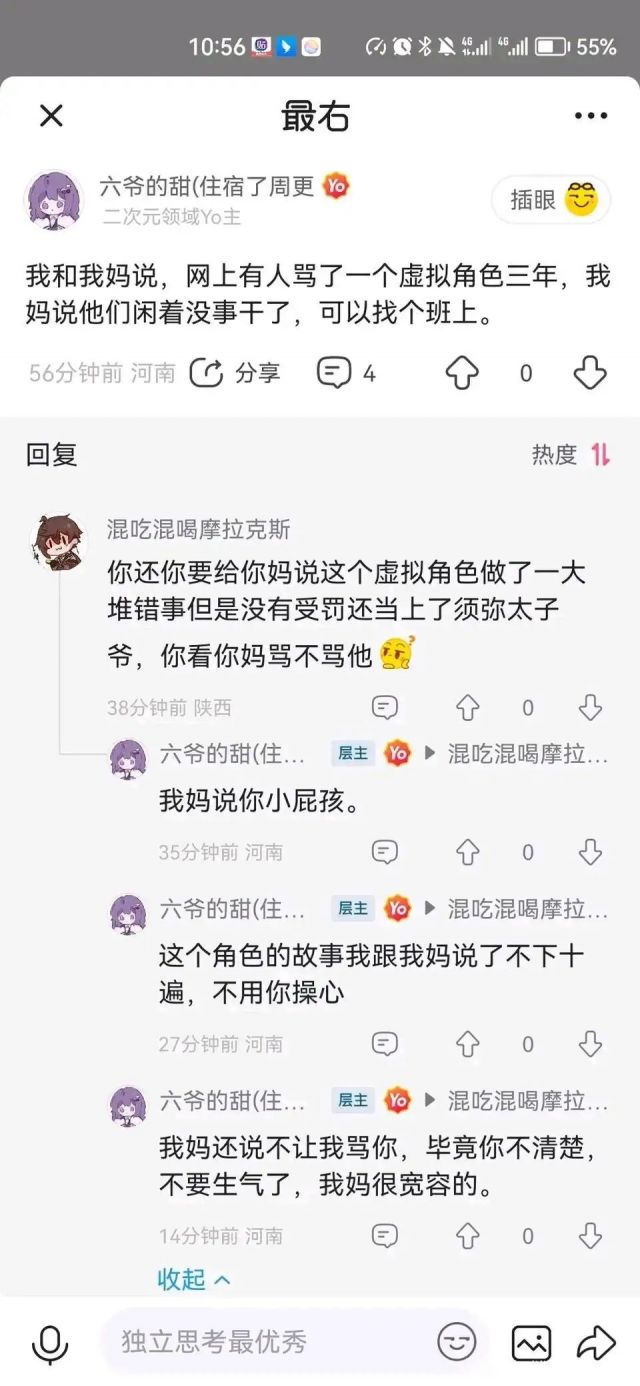 10:56
4G
4G
55%
最右
六爷的甜(住宿了周更
Yo
二次元领域Yo主
插眼
我和我妈说，网上有人骂了一个虚拟角色三年，我
妈说他们闲着没事干了，可以找个班上。
56分钟前 河南
分享
4
0
回复
热度
混吃混喝摩拉克斯
你还你要给你妈说这个虚拟角色做了一大
堆错事但是没有受罚还当上了须弥太子
爷，你看你妈骂不骂他
38分钟前 陕西
0
六爷的甜(住... 层主 Yo 混吃混喝摩拉...
我妈说你小屁孩。
35分钟前 河南
0
六爷的甜(住... 层主 Yo 混吃混喝摩拉...
这个角色的故事我跟我妈说了不下十
遍，不用你操心
27分钟前 河南
0
六爷的甜(住... 层主 Yo 混吃混喝摩拉...
我妈还说不让我骂你，毕竟你不清楚，
不要生气了，我妈很宽容的。
14分钟前 河南
0
收起
独立思考最优秀